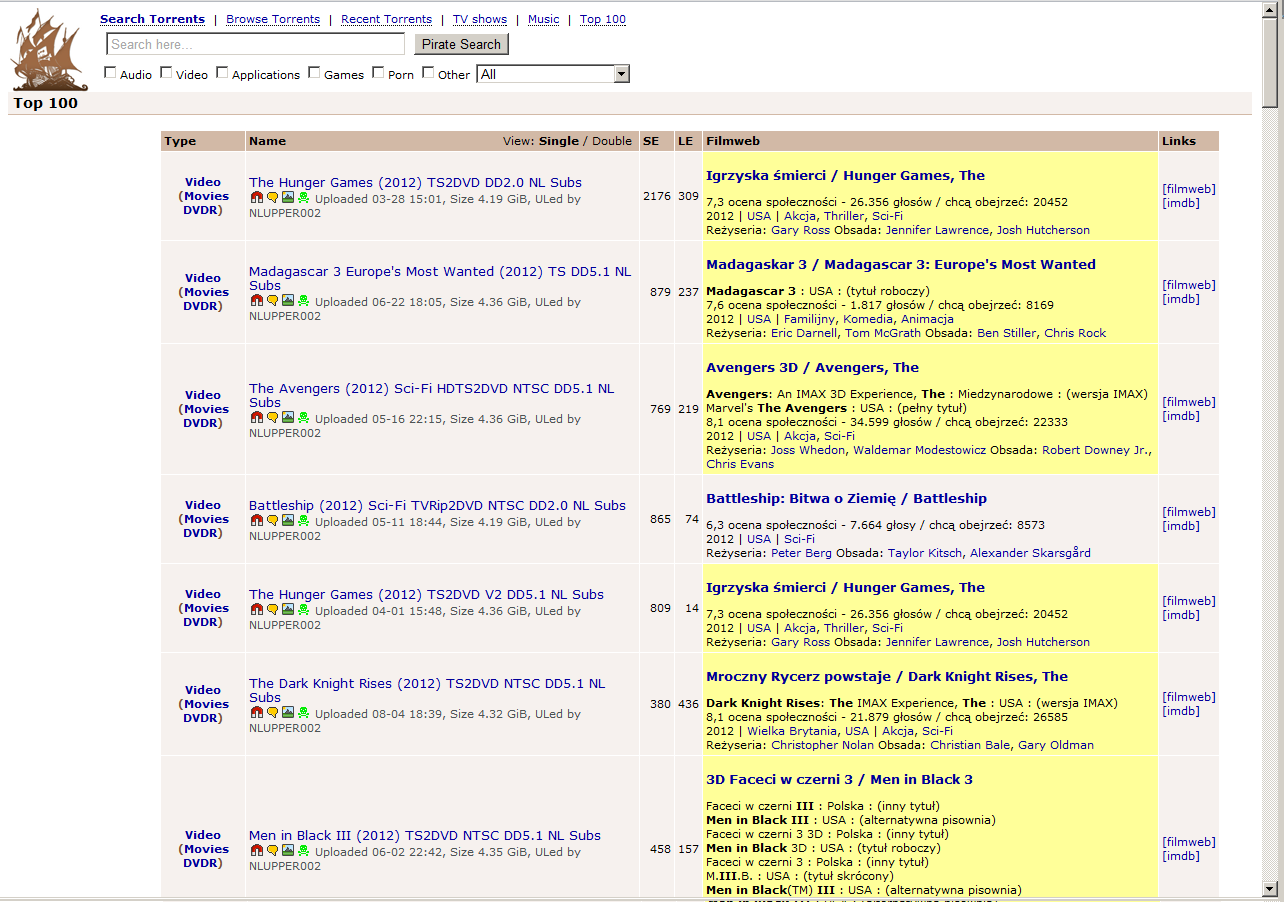 Search Torrents | Browse Torrents | Recent Torrents | TV shows | Music | Top 100
Search here... Pirate Search
Audio Video Applications Games Porn Other All
Top 100
Type Name View: Single / Double SE LE Filmweb Links
Video
(Movies
DVDR)
The Hunger Games (2012) TS2DVD DD2.0 NL Subs
Uploaded 03-28 15:01, Size 4.19 GiB, ULed by
NLUPPER002
2176 309
Igrzyska śmierci / Hunger Games, The
7,3 ocena społeczności - 26.356 głosów / chcą obejrzeć: 20452
2012 | USA | Akcja, Thriller, Sci-Fi
Reżyseria: Gary Ross Obsada: Jennifer Lawrence, Josh Hutcherson
[filmweb]
[imdb]
Video
(Movies
DVDR)
Madagascar 3 Europe's Most Wanted (2012) TS DD5.1 NL
Subs
Uploaded 06-22 18:05, Size 4.36 GiB, ULed by
NLUPPER002
879 237
Madagaskar 3 / Madagascar 3: Europe's Most Wanted
Madagascar 3 : USA : (tytuł roboczy)
7,6 ocena społeczności - 1.817 głosów / chcą obejrzeć: 8169
2012 | USA | Familijny, Komedia, Animacja
Reżyseria: Eric Darnell, Tom McGrath Obsada: Ben Stiller, Chris Rock
[filmweb]
[imdb]
Video
(Movies
DVDR)
The Avengers (2012) Sci-Fi HDTS2DVD NTSC DD5.1 NL
Subs
Uploaded 05-16 22:15, Size 4.36 GiB, ULed by
NLUPPER002
769 219
Avengers 3D / Avengers, The
Avengers: An IMAX 3D Experience, The : Miedzynarodowe : (wersja IMAX)
Marvel's The Avengers : USA : (pełny tytuł)
8,1 ocena społeczności - 34.599 głosów / chcą obejrzeć: 22333
2012 | USA | Akcja, Sci-Fi
Reżyseria: Joss Whedon, Waldemar Modestowicz Obsada: Robert Downey Jr.,
Chris Evans
[filmweb]
[imdb]
Video
(Movies
DVDR)
Battleship (2012) Sci-Fi TVRip2DVD NTSC DD2.0 NL Subs
Uploaded 05-11 18:44, Size 4.19 GiB, ULed by
NLUPPER002
865 74
Battleship: Bitwa o Ziemię / Battleship
6,3 ocena społeczności - 7.664 głosy / chcą obejrzeć: 8573
2012 | USA | Sci-Fi
Reżyseria: Peter Berg Obsada: Taylor Kitsch, Alexander Skarsgård
[filmweb]
[imdb]
Video
(Movies
DVDR)
The Hunger Games (2012) TS2DVD V2 DD5.1 NL Subs
Uploaded 04-01 15:48, Size 4.36 GiB, ULed by
NLUPPER002
809 14
Igrzyska śmierci / Hunger Games, The
7,3 ocena społeczności - 26.356 głosów / chcą obejrzeć: 20452
2012 | USA | Akcja, Thriller, Sci-Fi
Reżyseria: Gary Ross Obsada: Jennifer Lawrence, Josh Hutcherson
[filmweb]
[imdb]
Video
(Movies
DVDR)
The Dark Knight Rises (2012) TS2DVD NTSC DD5.1 NL
Subs
Uploaded 08-04 18:39, Size 4.32 GiB, ULed by
NLUPPER002
380 436
Mroczny Rycerz powstaje / Dark Knight Rises, The
Dark Knight Rises: The IMAX Experience, The : USA : (wersja IMAX)
8,1 ocena społeczności - 21.879 głosów / chcą obejrzeć: 26585
2012 | Wielka Brytania, USA | Akcja, Sci-Fi
Reżyseria: Christopher Nolan Obsada: Christian Bale, Gary Oldman
[filmweb]
[imdb]
Video
(Movies
DVDR)
Men in Black III (2012) TS2DVD NTSC DD5.1 NL Subs
Uploaded 06-02 22:42, Size 4.35 GiB, ULed by
NLUPPER002
458 157
3D Faceci w czerni 3 / Men in Black 3
Faceci w czerni III : Polska : (inny tytuł)
Men in Black III : USA : (alternatywna pisownia)
Faceci w czerni 3 3D : Polska : (inny tytuł)
Men in Black 3D : USA : (tytuł roboczy)
Faceci w czerni 3 : Polska : (inny tytuł)
M.III.B. : USA : (tytuł skrócony)
Men in Black(TM) III : USA : (alternatywna pisownia)
[filmweb]
[imdb]